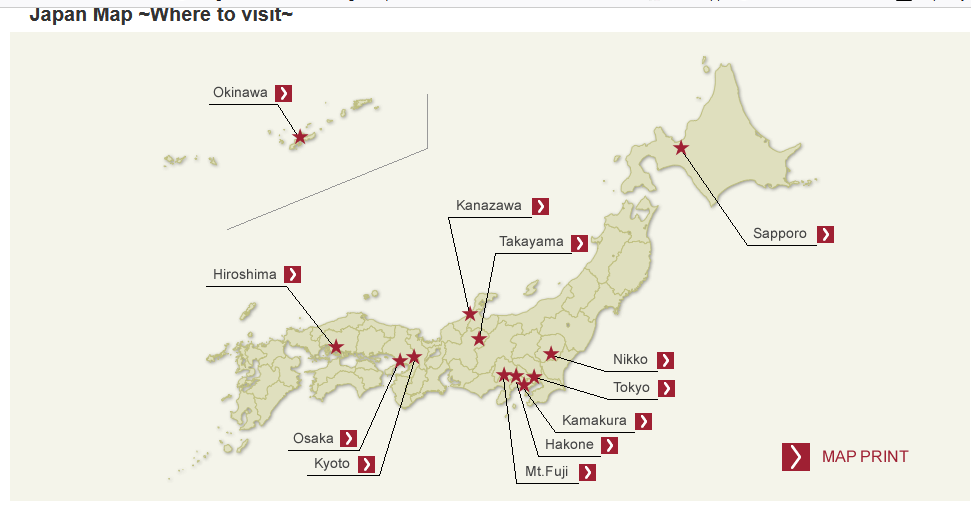 Japan Map ~Where to visit~
Okinawa
Kanazawa
Takayama
Sapporo
Hiroshima
Nikko
Tokyo
Kamakura
Osaka
Hakone
Kyoto
Mt.Fuji
MAP PRINT